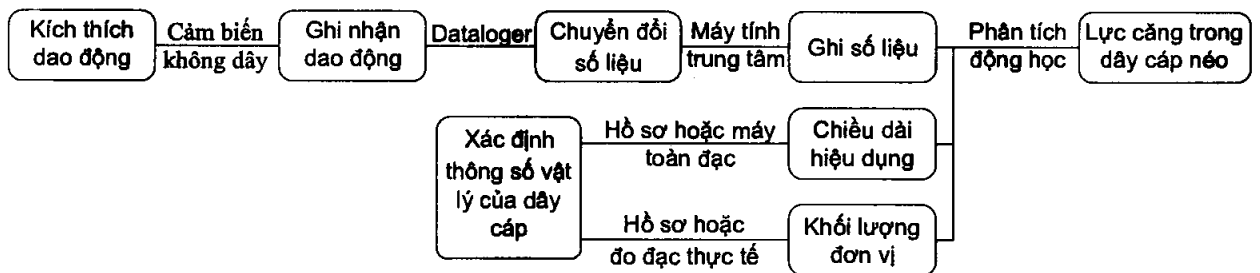 Kích thích
dao động
Cảm biến
không dây
Ghi nhận
dao động
Dataloger
Chuyển đổi
số liệu
Máy tính
trung tâm
Ghi số liệu
Phân tích
động học
Lực căng trong
dây cáp néo
Xác định
thông số vật
lý của dây
cáp
Hồ sơ hoặc máy
toàn đạc
Chiều dài
hiệu dụng
Hồ sơ hoặc
đo đạc thực tế
Khối lượng
đơn vị